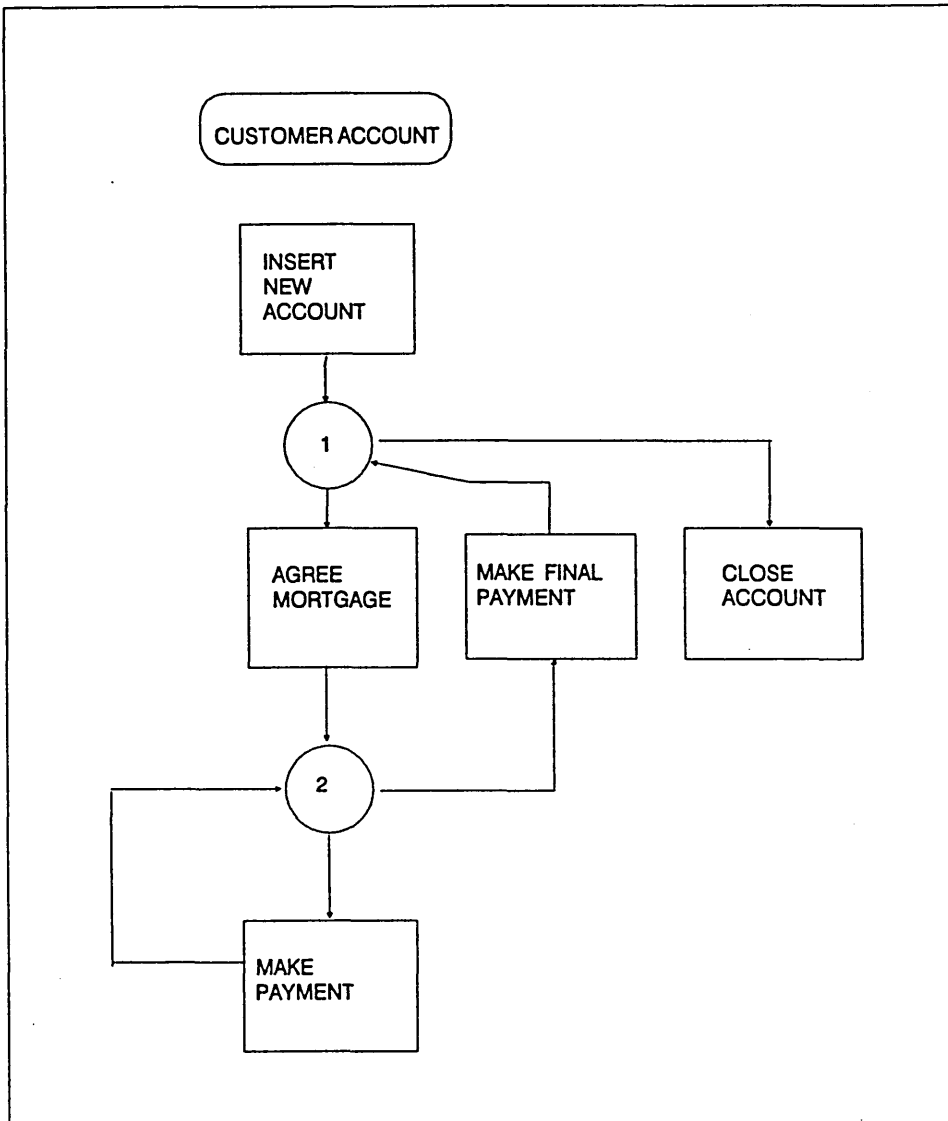 CUSTOMER ACCOUNT
INSERT
NEW
ACCOUNT
1
AGREE
MORTGAGE
MAKE FINAL
PAYMENT
CLOSE
ACCOUNT
2
MAKE
PAYMENT